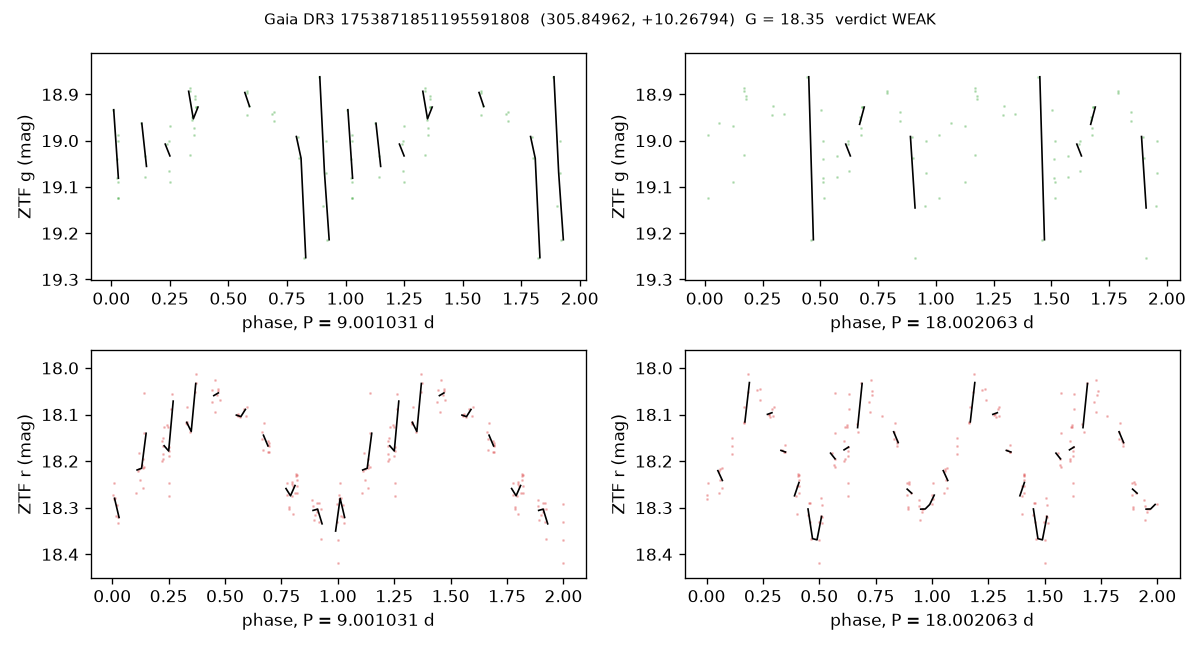 Gaia DR3 1753871851195591808 (305.84962, +10.26794) G = 18.35 verdict WEAK
ZTF g (mag)
18.9
19.0
19.1
19.2
19.3
0.00 0.25 0.50 0.75 1.00 1.25 1.50 1.75 2.00
phase, P = 9.001031 d
ZTF g (mag)
18.9
19.0
19.1
19.2
19.3
0.00 0.25 0.50 0.75 1.00 1.25 1.50 1.75 2.00
phase, P = 18.002063 d
ZTF r (mag)
18.0
18.1
18.2
18.3
18.4
0.00 0.25 0.50 0.75 1.00 1.25 1.50 1.75 2.00
phase, P = 9.001031 d
ZTF r (mag)
18.0
18.1
18.2
18.3
18.4
0.00 0.25 0.50 0.75 1.00 1.25 1.50 1.75 2.00
phase, P = 18.002063 d